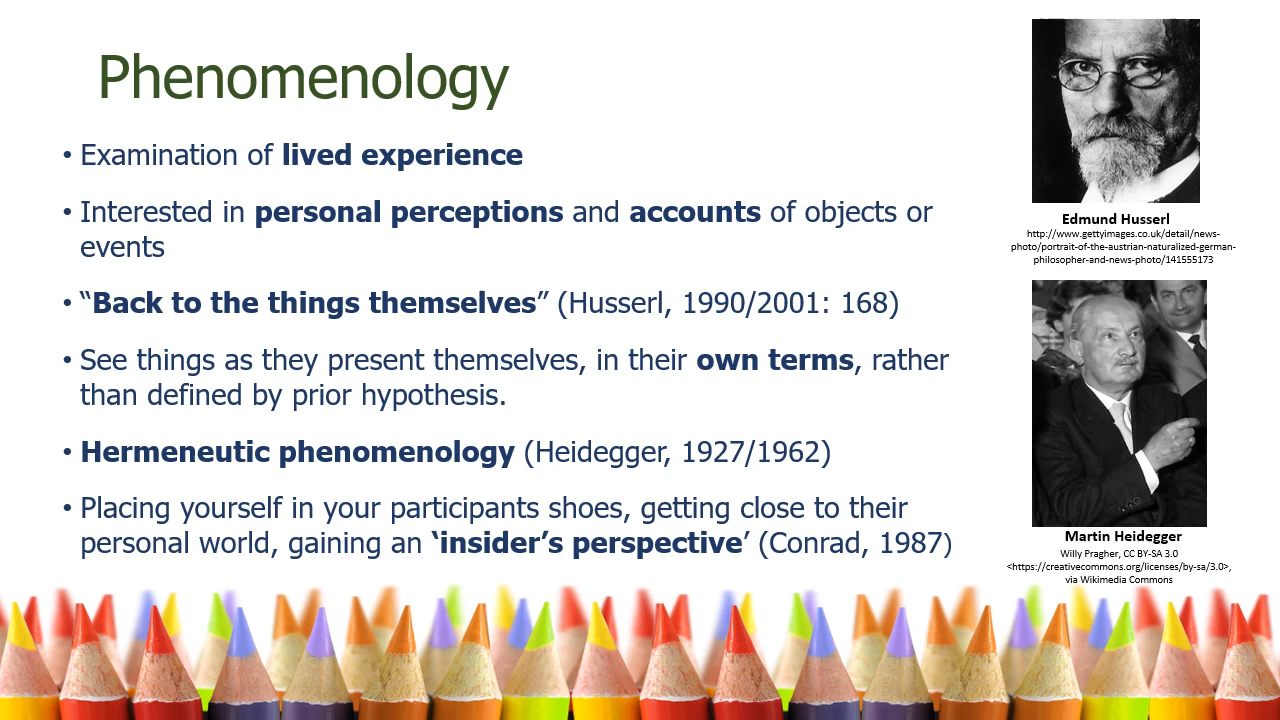 Phenomenology
• Examination of lived experience
• Interested in personal perceptions and accounts of objects or
events
• “Back to the things themselves” (Husserl, 1990/2001: 168)
• See things as they present themselves, in their own terms, rather
than defined by prior hypothesis.
• Hermeneutic phenomenology (Heidegger, 1927/1962)
• Placing yourself in your participants shoes, getting close to their
personal world, gaining an ‘insider’s perspective’ (Conrad, 1987)
Edmund Husserl
http://www.gettyimages.co.uk/detail/news-
photo/portrait-of-the-austrian-naturalized-german-
philosopher-and-news-photo/141555173
Martin Heidegger
Willy Pragher, CC BY-SA 3.0
<https://creativecommons.org/licenses/by-sa/3.0>,
via Wikimedia Commons